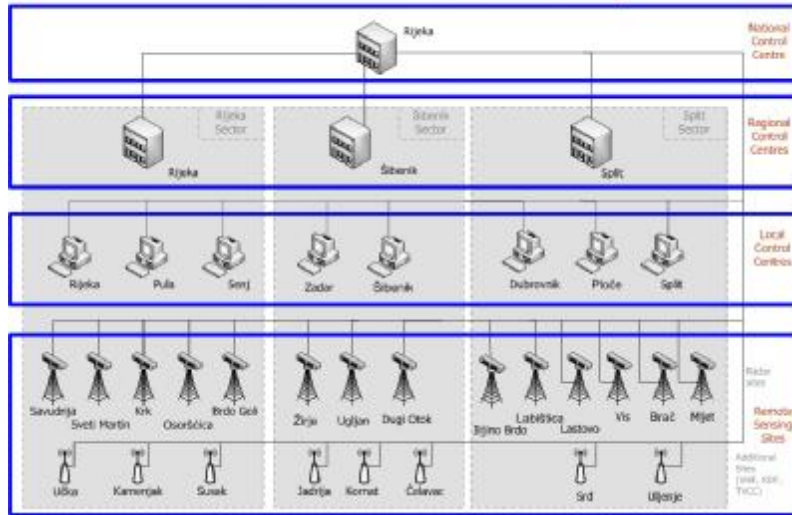 Rijeka
National
Control
Centre
Rijeka
Sector
Šibenik
Sector
Split
Sector
Regional
Control
Centres
Rijeka
Šibenik
Split
Local
Control
Centres
Rijeka
Pula
Senj
Zadar
Šibenik
Dubrovnik
Ploče
Split
Radar
sites
Savudrija
Sveti Martin
Krk
Osoršćica
Brdo Goli
Žirje
Ugljan
Dugi Otok
Ilijino Brdo
Labištica
Lastovo
Vis
Brač
Mljet
Remote
Sensing
Sites
Additional
Sites
Učka
Kamenjak
Susak
Jadrija
Kornat
Čelavac
Srđ
Uljenje